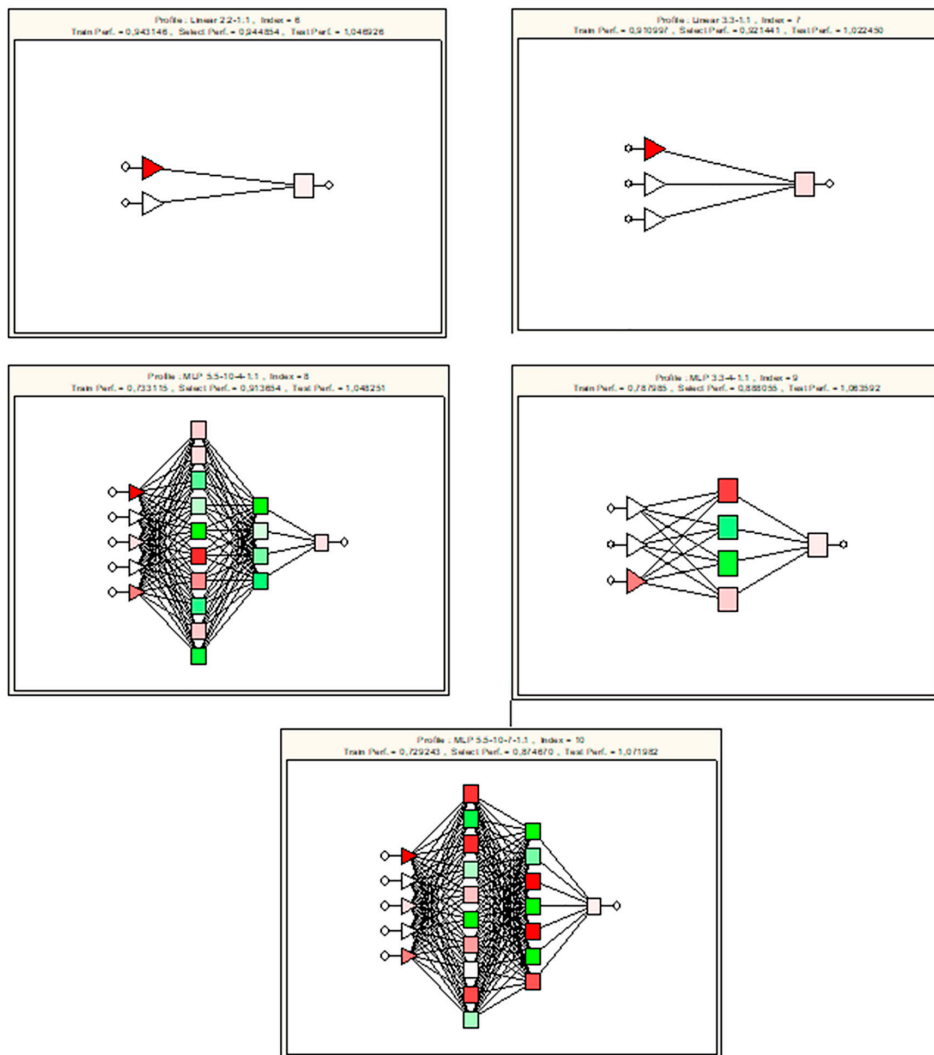 Profile : Linear 2:2-1:1 , Index = 6
Train Perf. = 0,943146 , Select Perf. = 0,944854 , Test Perf. = 1,046926
Profile : Linear 3:3-1:1 , Index = 7
Train Perf. = 0,910997 , Select Perf. = 0,921441 , Test Perf. = 1,022450
Profile : MLP 5:5-10-4-1:1 , Index = 8
Train Perf. = 0,733115 , Select Perf. = 0,913654 , Test Perf. = 1,048251
Profile : MLP 3:3-4-1:1 , Index = 9
Train Perf. = 0,787985 , Select Perf. = 0,888055 , Test Perf. = 1,063592
Profile : MLP 5:5-10-7-1:1 , Index = 10
Train Perf. = 0,729243 , Select Perf. = 0,874670 , Test Perf. = 1,071982